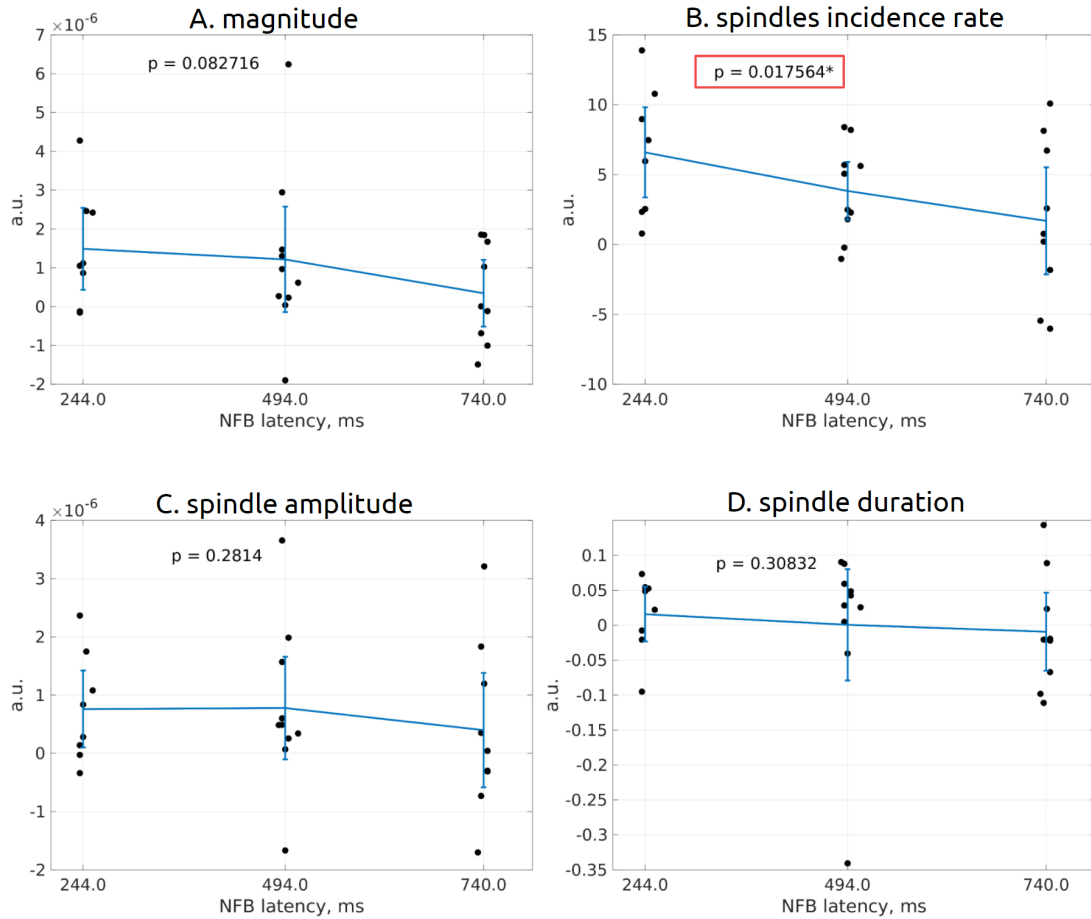 A. magnitude
×10⁻⁶
p = 0.082716
7
6
5
4
3
2
1
0
-1
-2
a.u.
244.0 494.0 740.0
NFB latency, ms
B. spindles incidence rate
p = 0.017564*
15
10
5
0
-5
-10
a.u.
244.0 494.0 740.0
NFB latency, ms
C. spindle amplitude
×10⁻⁶
p = 0.2814
4
3
2
1
0
-1
-2
a.u.
244.0 494.0 740.0
NFB latency, ms
D. spindle duration
p = 0.30832
0.1
0.05
0
-0.05
-0.1
-0.15
-0.2
-0.25
-0.3
-0.35
a.u.
244.0 494.0 740.0
NFB latency, ms